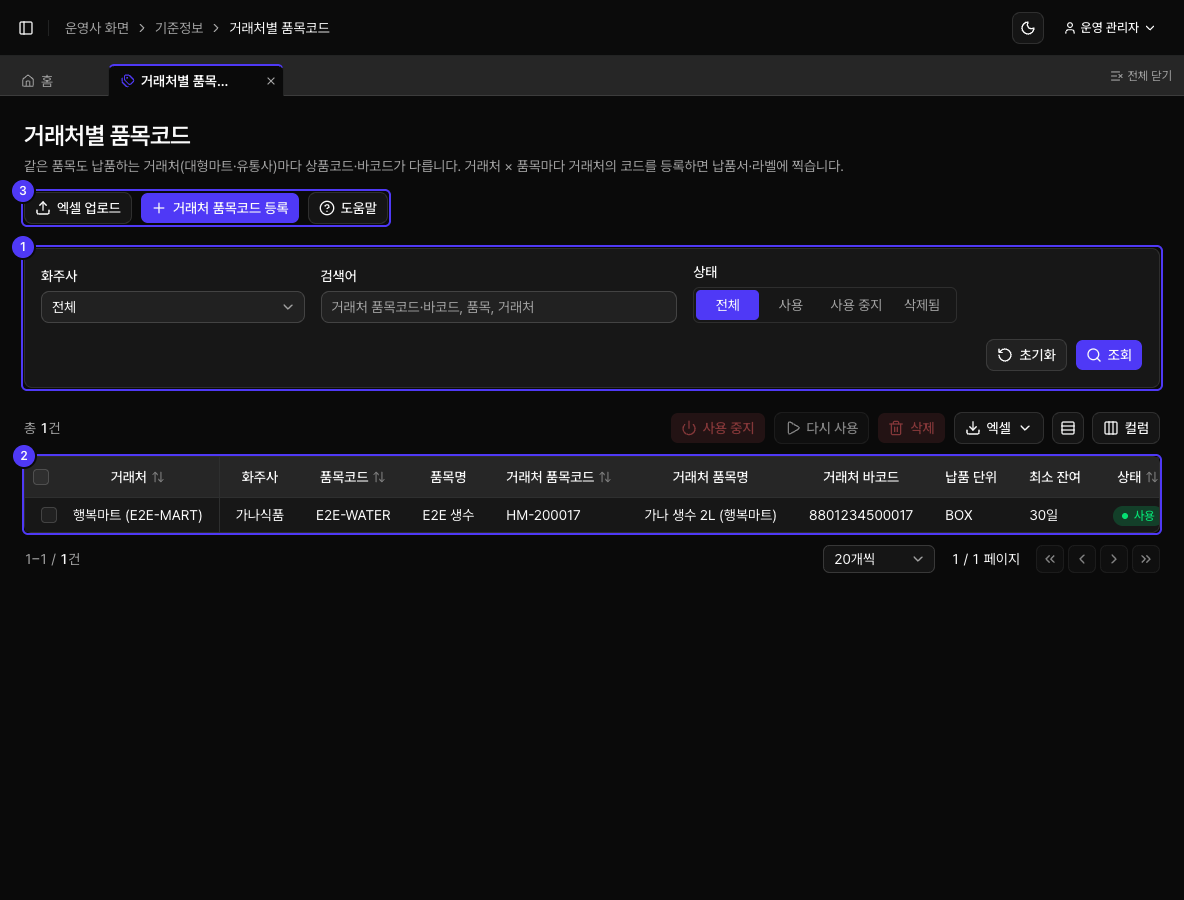 운영사 화면 > 기준정보 > 거래처별 품목코드
운영 관리자
홈
거래처별 품목...
전체 닫기
거래처별 품목코드
같은 품목도 납품하는 거래처(대형마트·유통사)마다 상품코드·바코드가 다릅니다. 거래처 × 품목마다 거래처의 코드를 등록하면 납품서·라벨에 찍습니다.
3
엑셀 업로드
거래처 품목코드 등록
도움말
1
화주사
검색어
상태
전체
거래처 품목코드·바코드, 품목, 거래처
전체 사용 사용 중지 삭제됨
초기화
조회
총 1건
사용 중지
다시 사용
삭제
엑셀
컬럼
2
거래처 화주사 품목코드 품목명 거래처 품목코드 거래처 품목명 거래처 바코드 납품 단위 최소 잔여 상태
행복마트 (E2E-MART) 가나식품 E2E-WATER E2E 생수 HM-200017 가나 생수 2L (행복마트) 8801234500017 BOX 30일 사용
1–1 / 1건
20개씩
1 / 1 페이지